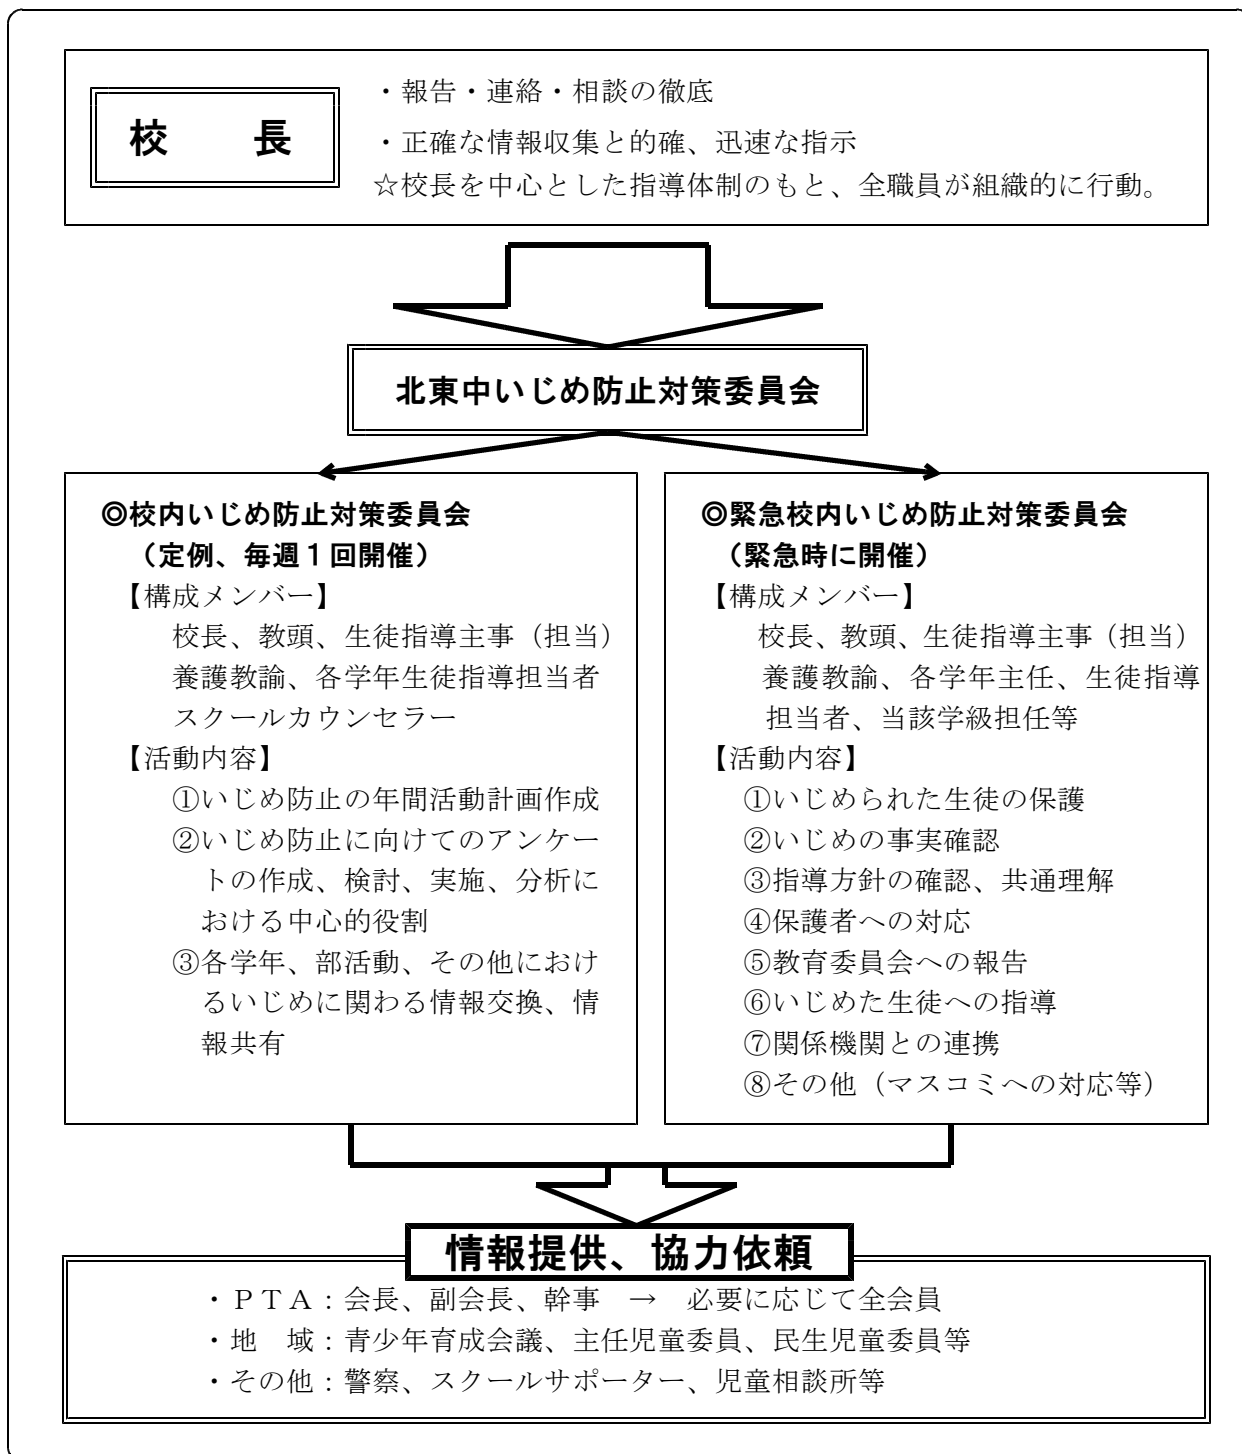 校　　長
・報告・連絡・相談の徹底
・正確な情報収集と的確、迅速な指示
☆校長を中心とした指導体制のもと、全職員が組織的に行動。
北東中いじめ防止対策委員会
◎校内いじめ防止対策委員会
（定例、毎週１回開催）
【構成メンバー】
校長、教頭、生徒指導主事（担当）
養護教諭、各学年生徒指導担当者
スクールカウンセラー
【活動内容】
①いじめ防止の年間活動計画作成
②いじめ防止に向けてのアンケー
トの作成、検討、実施、分析に
おける中心的役割
③各学年、部活動、その他におけ
るいじめに関わる情報交換、情
報共有
◎緊急校内いじめ防止対策委員会
（緊急時に開催）
【構成メンバー】
校長、教頭、生徒指導主事（担当）
養護教諭、各学年主任、生徒指導
担当者、当該学級担任等
【活動内容】
①いじめられた生徒の保護
②いじめの事実確認
③指導方針の確認、共通理解
④保護者への対応
⑤教育委員会への報告
⑥いじめた生徒への指導
⑦関係機関との連携
⑧その他（マスコミへの対応等）
情報提供、協力依頼
・ＰＴＡ：会長、副会長、幹事　→　必要に応じて全会員
・地　域：青少年育成会議、主任児童委員、民生児童委員等
・その他：警察、スクールサポーター、児童相談所等